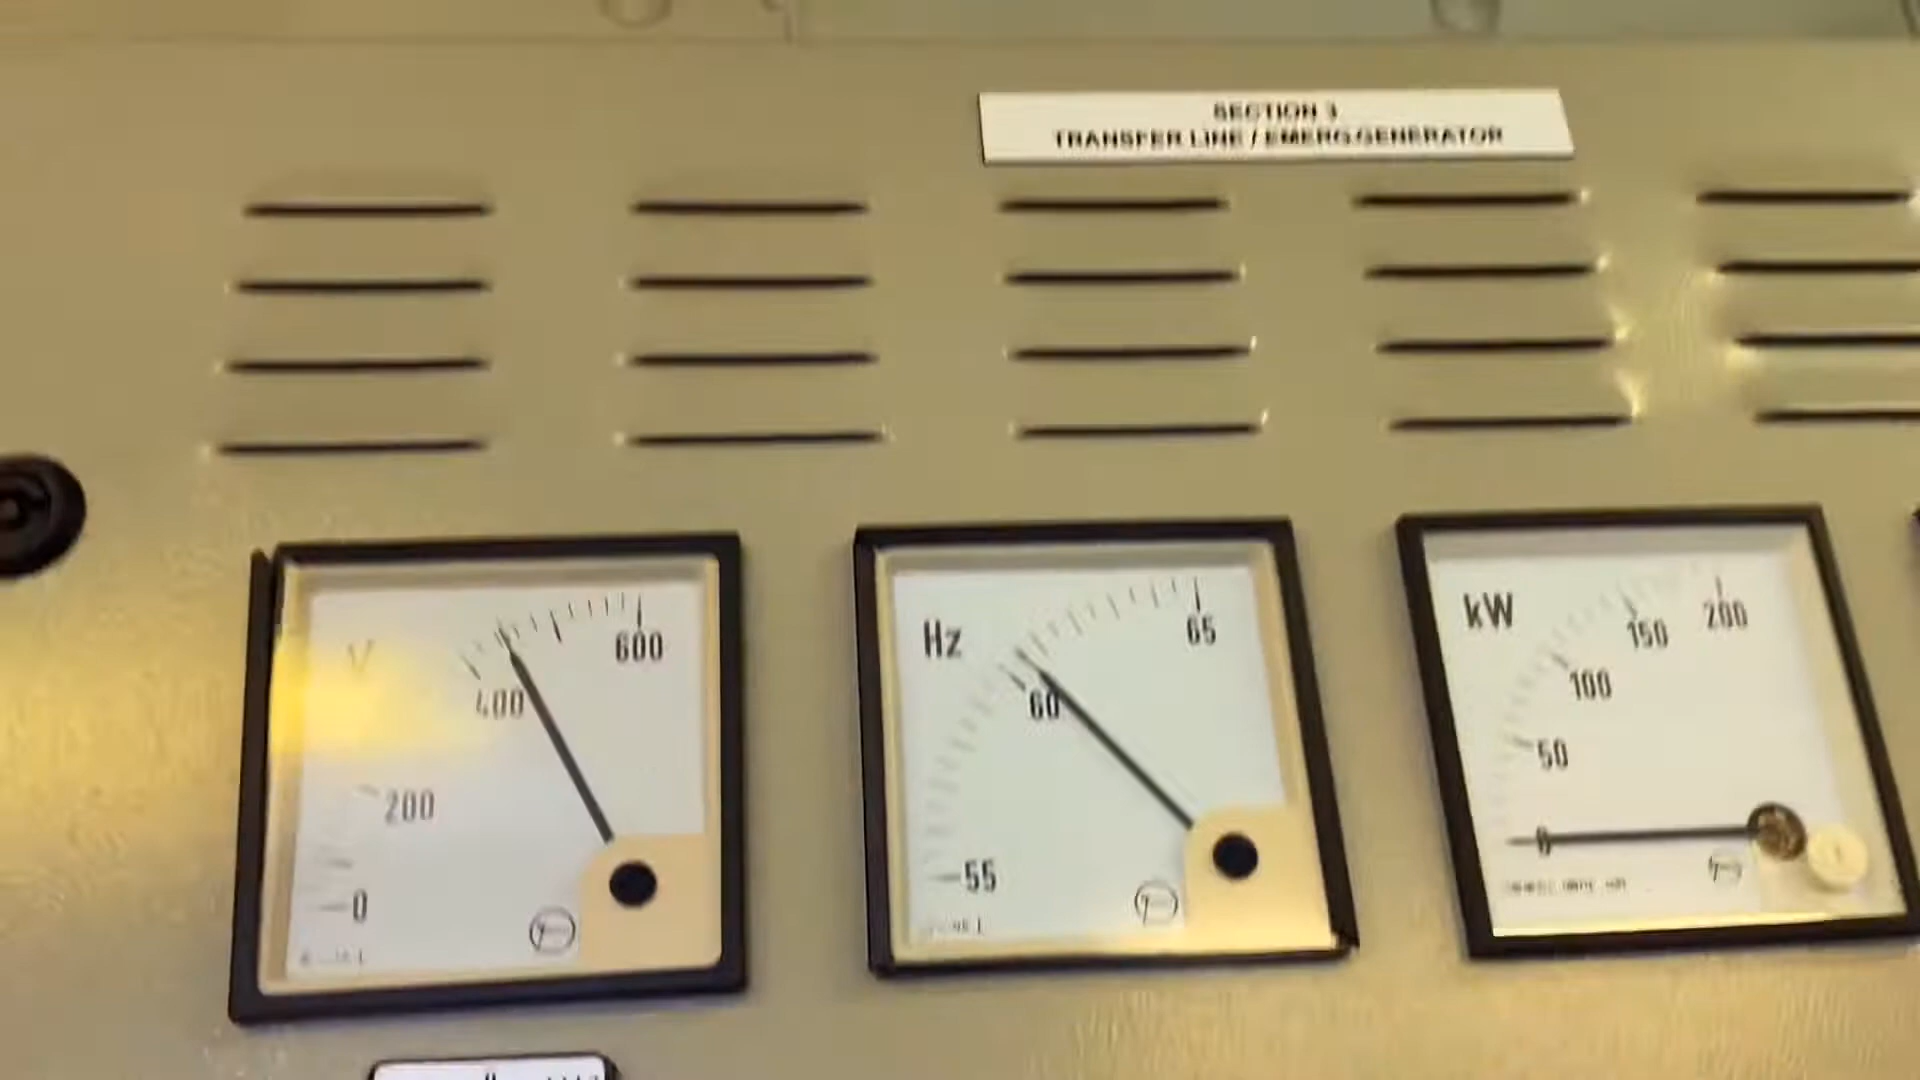 SECTION 3
TRANSFER LINE / EMERG.GENERATOR
V
600
400
200
0
Hz
65
60
55
kW
200
150
100
50
0